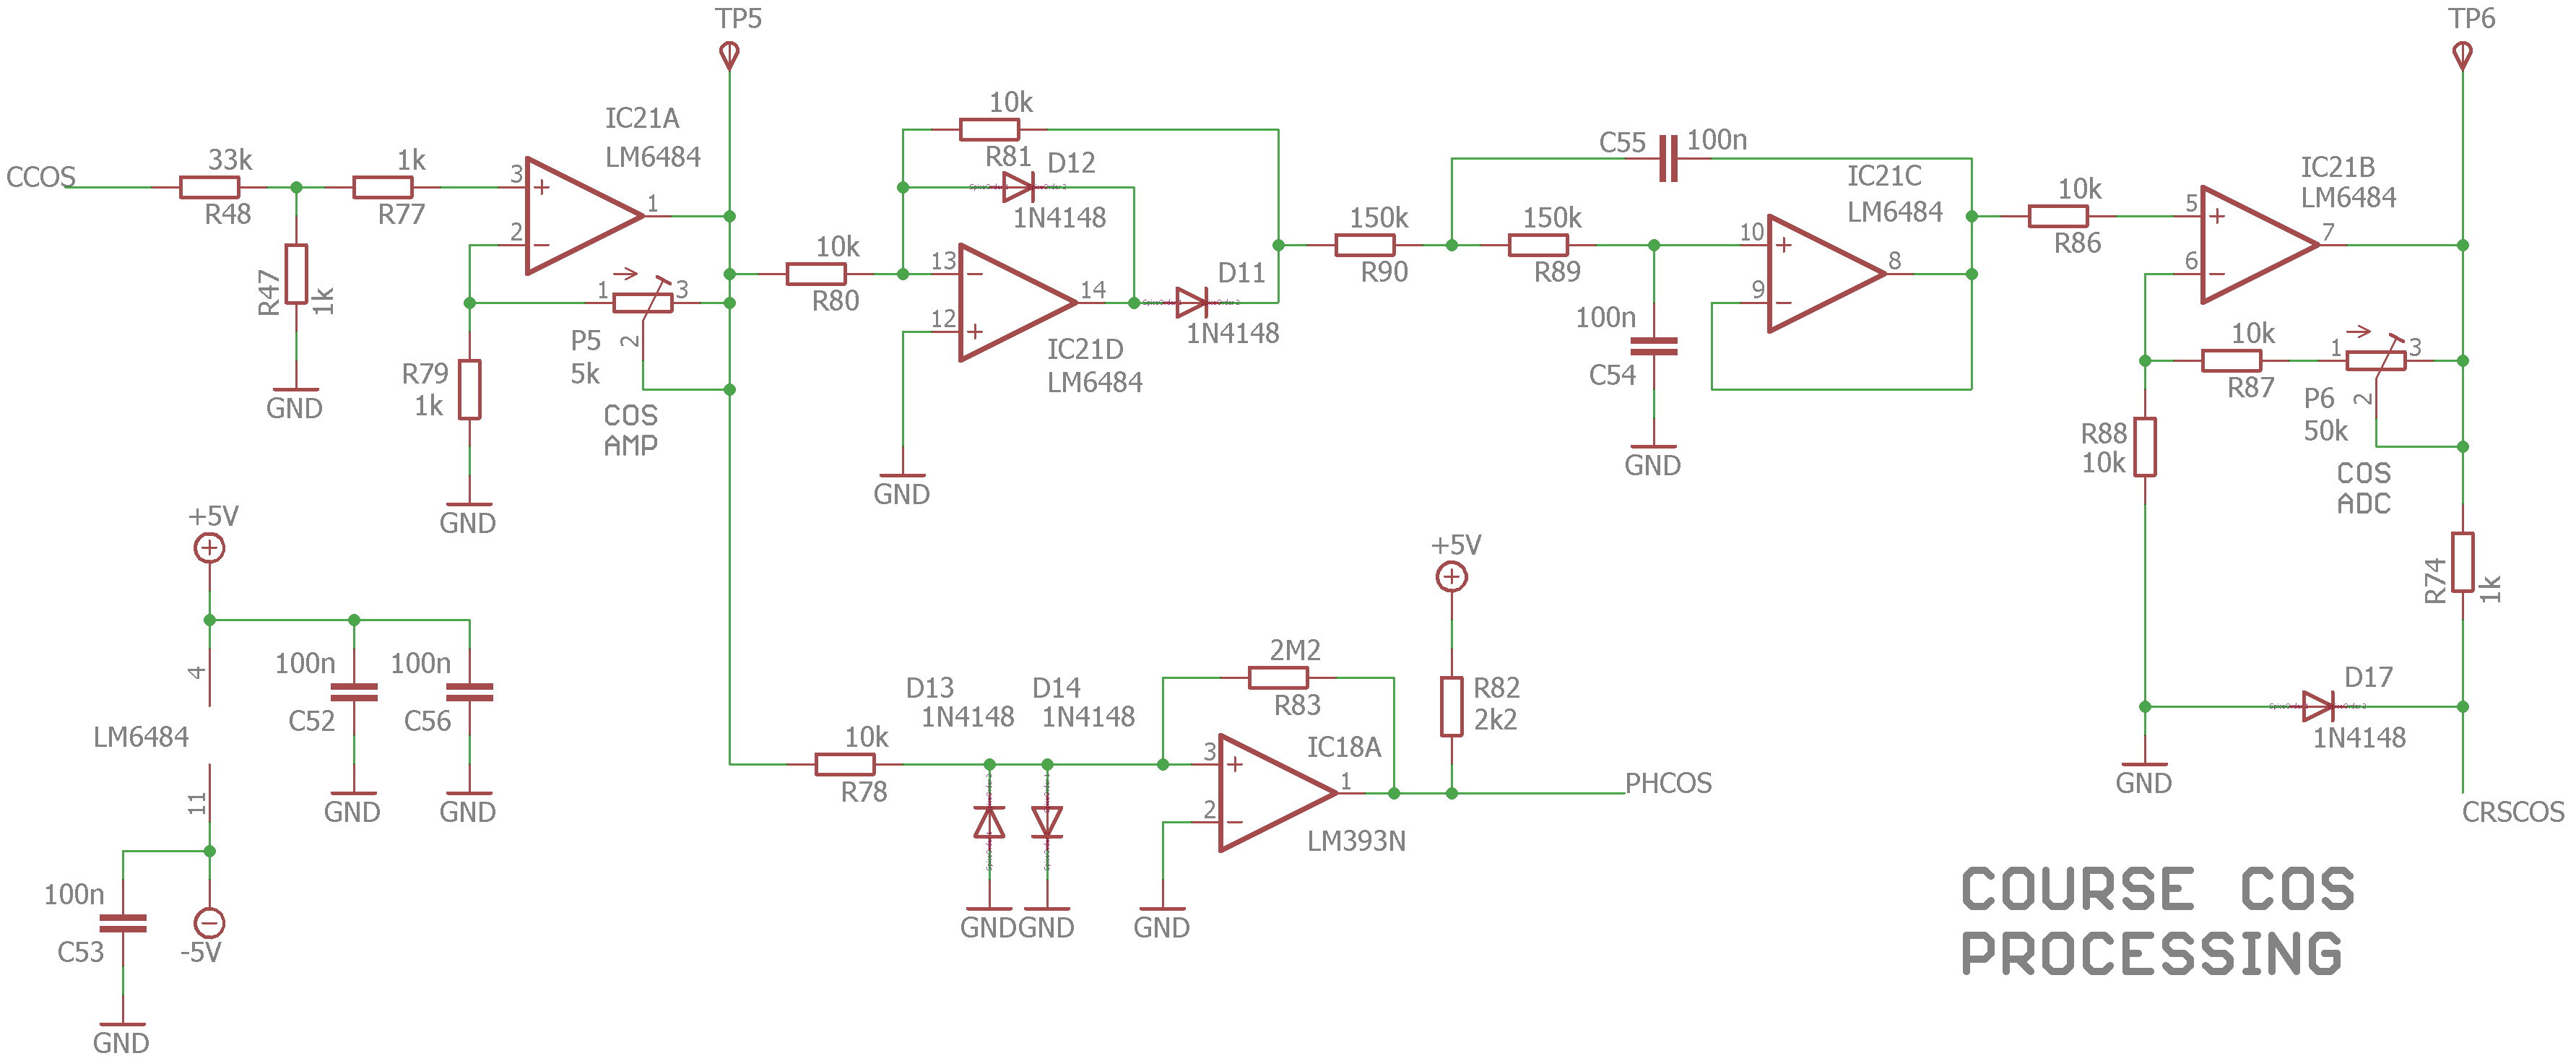 TP5
TP6
CCOS
33k
R48
1k
R77
R47
1k
3
2
1
IC21A
LM6484
R79
1k
GND
GND
1
3
2
P5
5k
COS
AMP
10k
R80
10k
R81
D12
1N4148
13
12
14
IC21D
LM6484
GND
D11
1N4148
150k
R90
150k
R89
C55
100n
100n
C54
GND
10
9
8
IC21C
LM6484
10k
R86
5
6
7
IC21B
LM6484
10k
R87
1
3
2
P6
50k
COS
ADC
R88
10k
R74
1k
D17
1N4148
GND
CRSCOS
+5V
4
LM6484
11
100n
C52
GND
100n
C56
GND
100n
C53
GND
-5V
10k
R78
D13
1N4148
D14
1N4148
GND
GND
2M2
R83
3
2
1
IC18A
LM393N
GND
+5V
R82
2k2
PHCOS
COURSE COS
PROCESSING